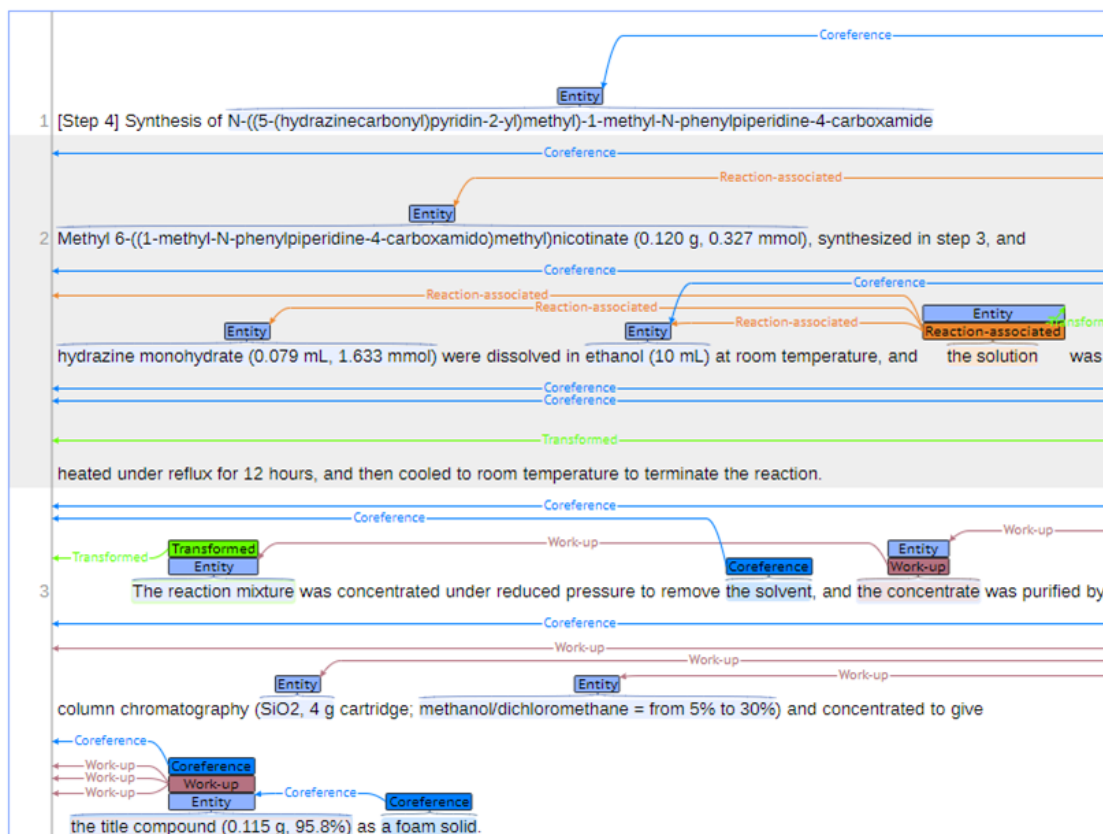 Coreference
Entity
1 [Step 4] Synthesis of N-((5-(hydrazinecarbonyl)pyridin-2-yl)methyl)-1-methyl-N-phenylpiperidine-4-carboxamide
Coreference
Reaction-associated
Entity
2 Methyl 6-((1-methyl-N-phenylpiperidine-4-carboxamido)methyl)nicotinate (0.120 g, 0.327 mmol), synthesized in step 3, and
Coreference
Coreference
Reaction-associated
Reaction-associated Entity
Reaction-associated Transform
Entity Entity Reaction-associated
hydrazine monohydrate (0.079 mL, 1.633 mmol) were dissolved in ethanol (10 mL) at room temperature, and the solution was
Coreference
Coreference
Transformed
heated under reflux for 12 hours, and then cooled to room temperature to terminate the reaction.
Coreference
Coreference
Work-up
Transformed Transformed Work-up Entity
Entity Coreference Work-up
3 The reaction mixture was concentrated under reduced pressure to remove the solvent, and the concentrate was purified by
Coreference
Work-up
Work-up
Work-up
Entity Entity
column chromatography (SiO2, 4 g cartridge; methanol/dichloromethane = from 5% to 30%) and concentrated to give
Coreference
Work-up Coreference
Work-up Work-up
Work-up Entity Coreference Coreference
the title compound (0.115 g, 95.8%) as a foam solid.